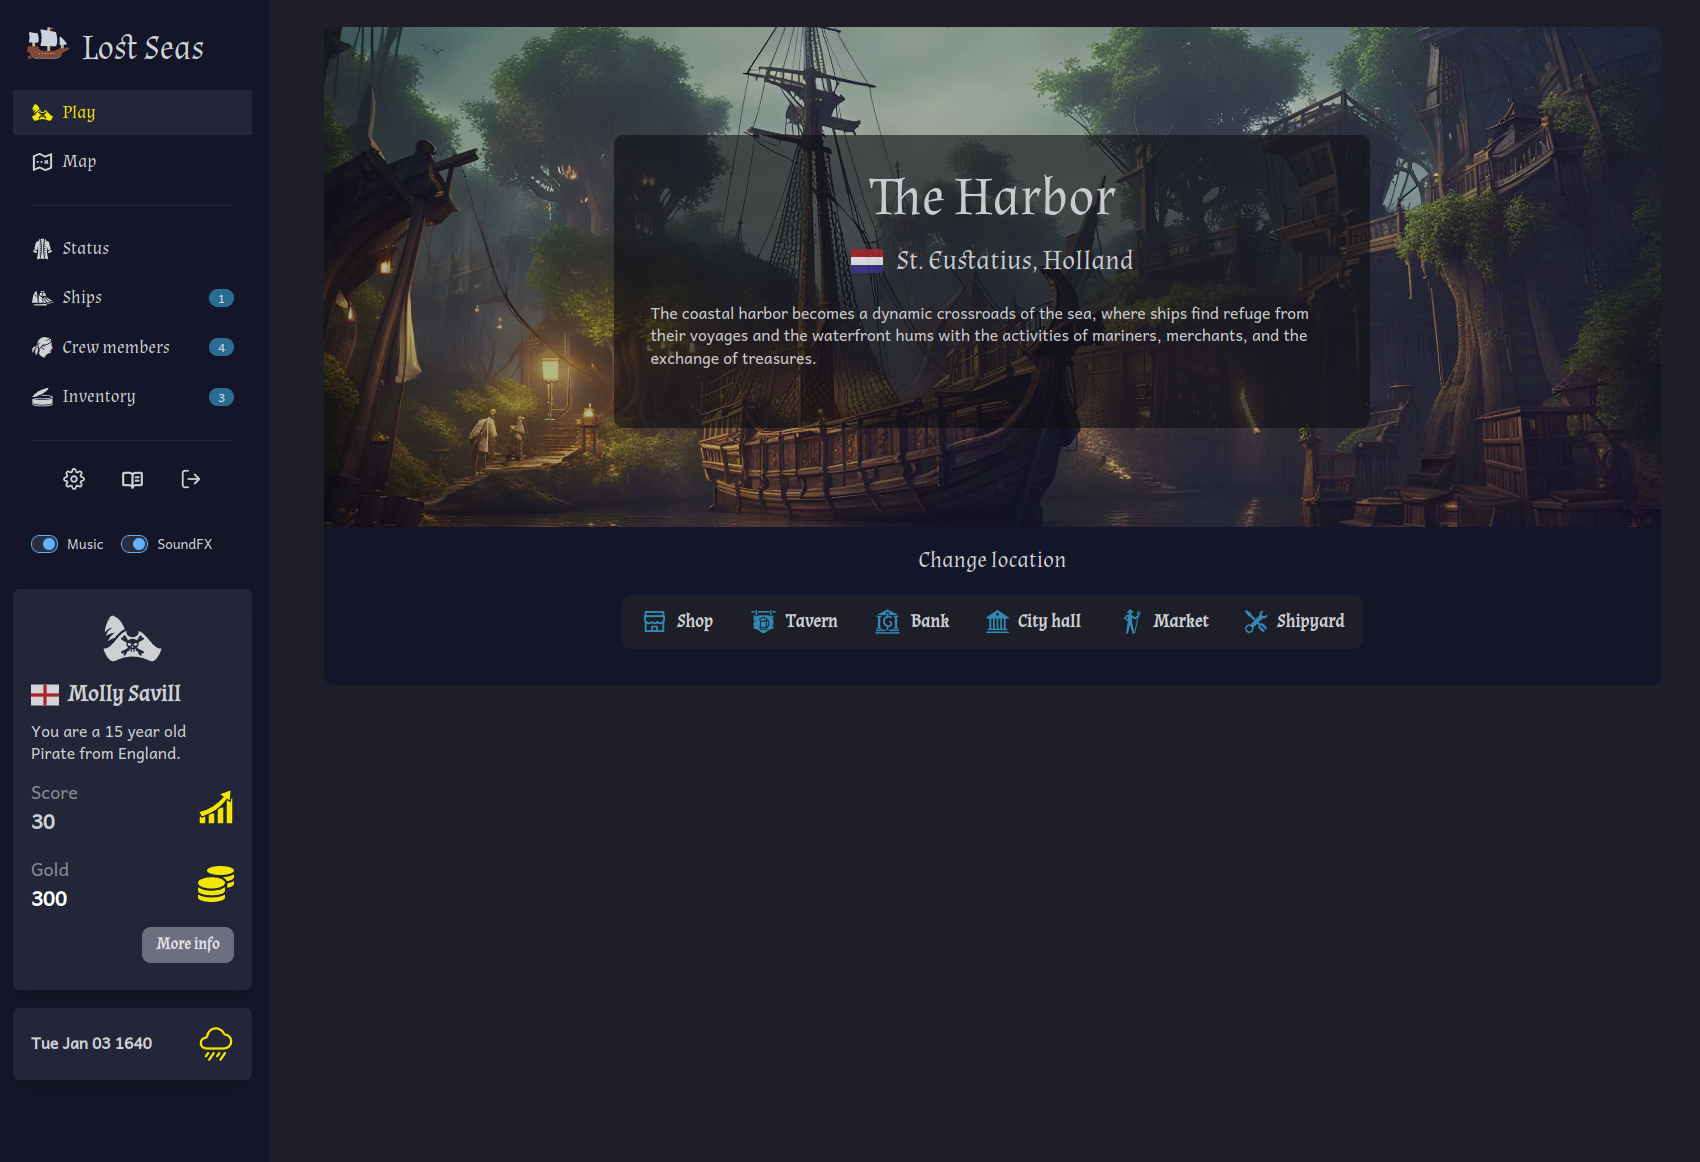 Lost Seas
Play
Map
Status
Ships 1
Crew members 4
Inventory 3
Music SoundFX
Molly Savill
You are a 15 year old
Pirate from England.
Score
30
Gold
300
More info
Tue Jan 03 1640
The Harbor
St. Eustatius, Holland
The coastal harbor becomes a dynamic crossroads of the sea, where ships find refuge from
their voyages and the waterfront hums with the activities of mariners, merchants, and the
exchange of treasures.
Change location
Shop Tavern Bank City hall Market Shipyard